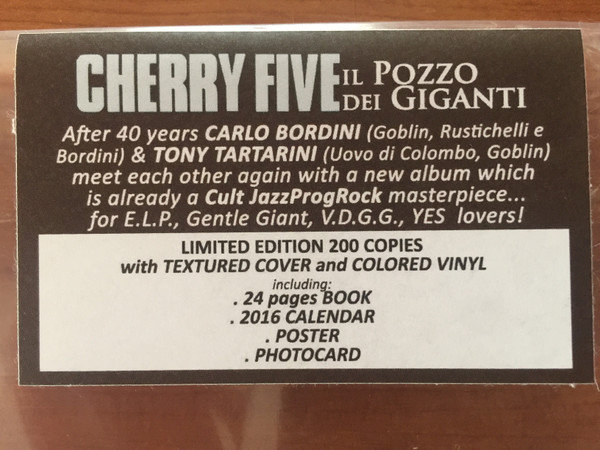 CHERRY FIVE IL POZZO
DEI GIGANTI
After 40 years CARLO BORDINI (Goblin, Rustichelli e
Bordini) & TONY TARTARINI (Uovo di Colombo, Goblin)
meet each other again with a new album which
is already a Cult JazzProgRock masterpiece...
for E.L.P., Gentle Giant, V.D.G.G., YES lovers!
LIMITED EDITION 200 COPIES
with TEXTURED COVER and COLORED VINYL
including:
. 24 pages BOOK
. 2016 CALENDAR
. POSTER
. PHOTOCARD